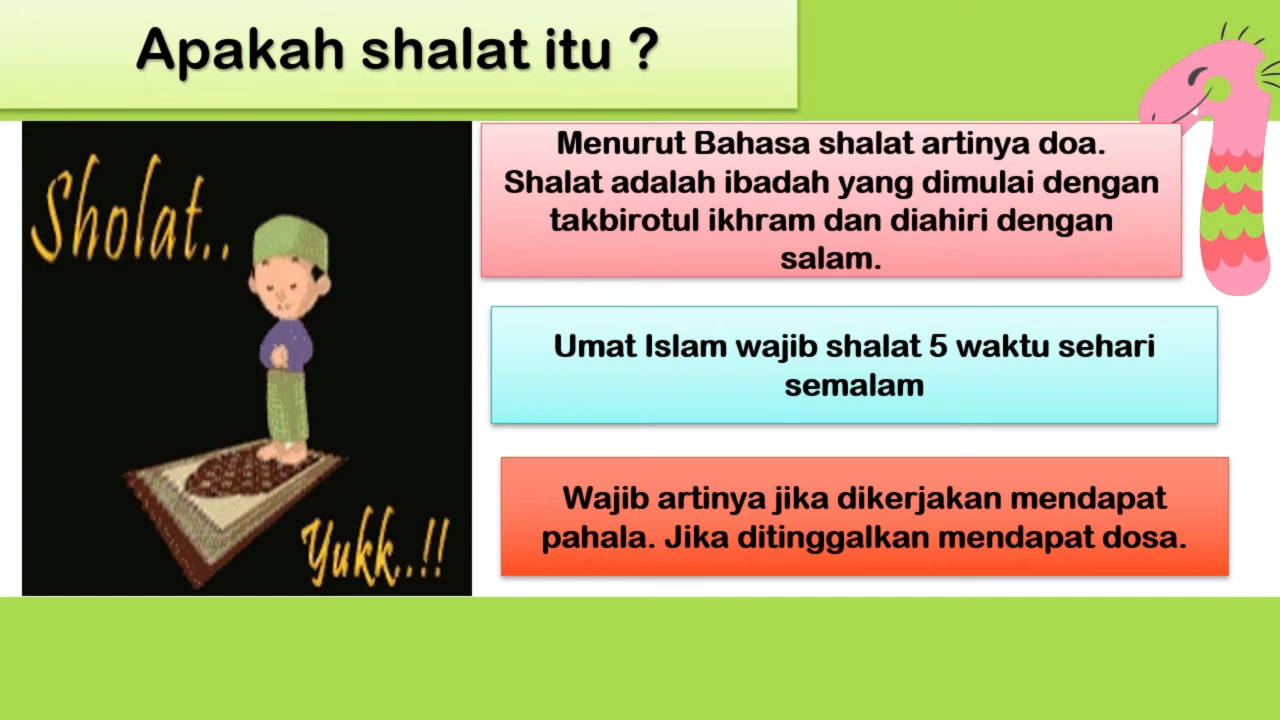 Apakah shalat itu ?
Sholat..
Yukk..!!
Menurut Bahasa shalat artinya doa.
Shalat adalah ibadah yang dimulai dengan
takbirotul ikhram dan diahiri dengan
salam.
Umat Islam wajib shalat 5 waktu sehari
semalam
Wajib artinya jika dikerjakan mendapat
pahala. Jika ditinggalkan mendapat dosa.